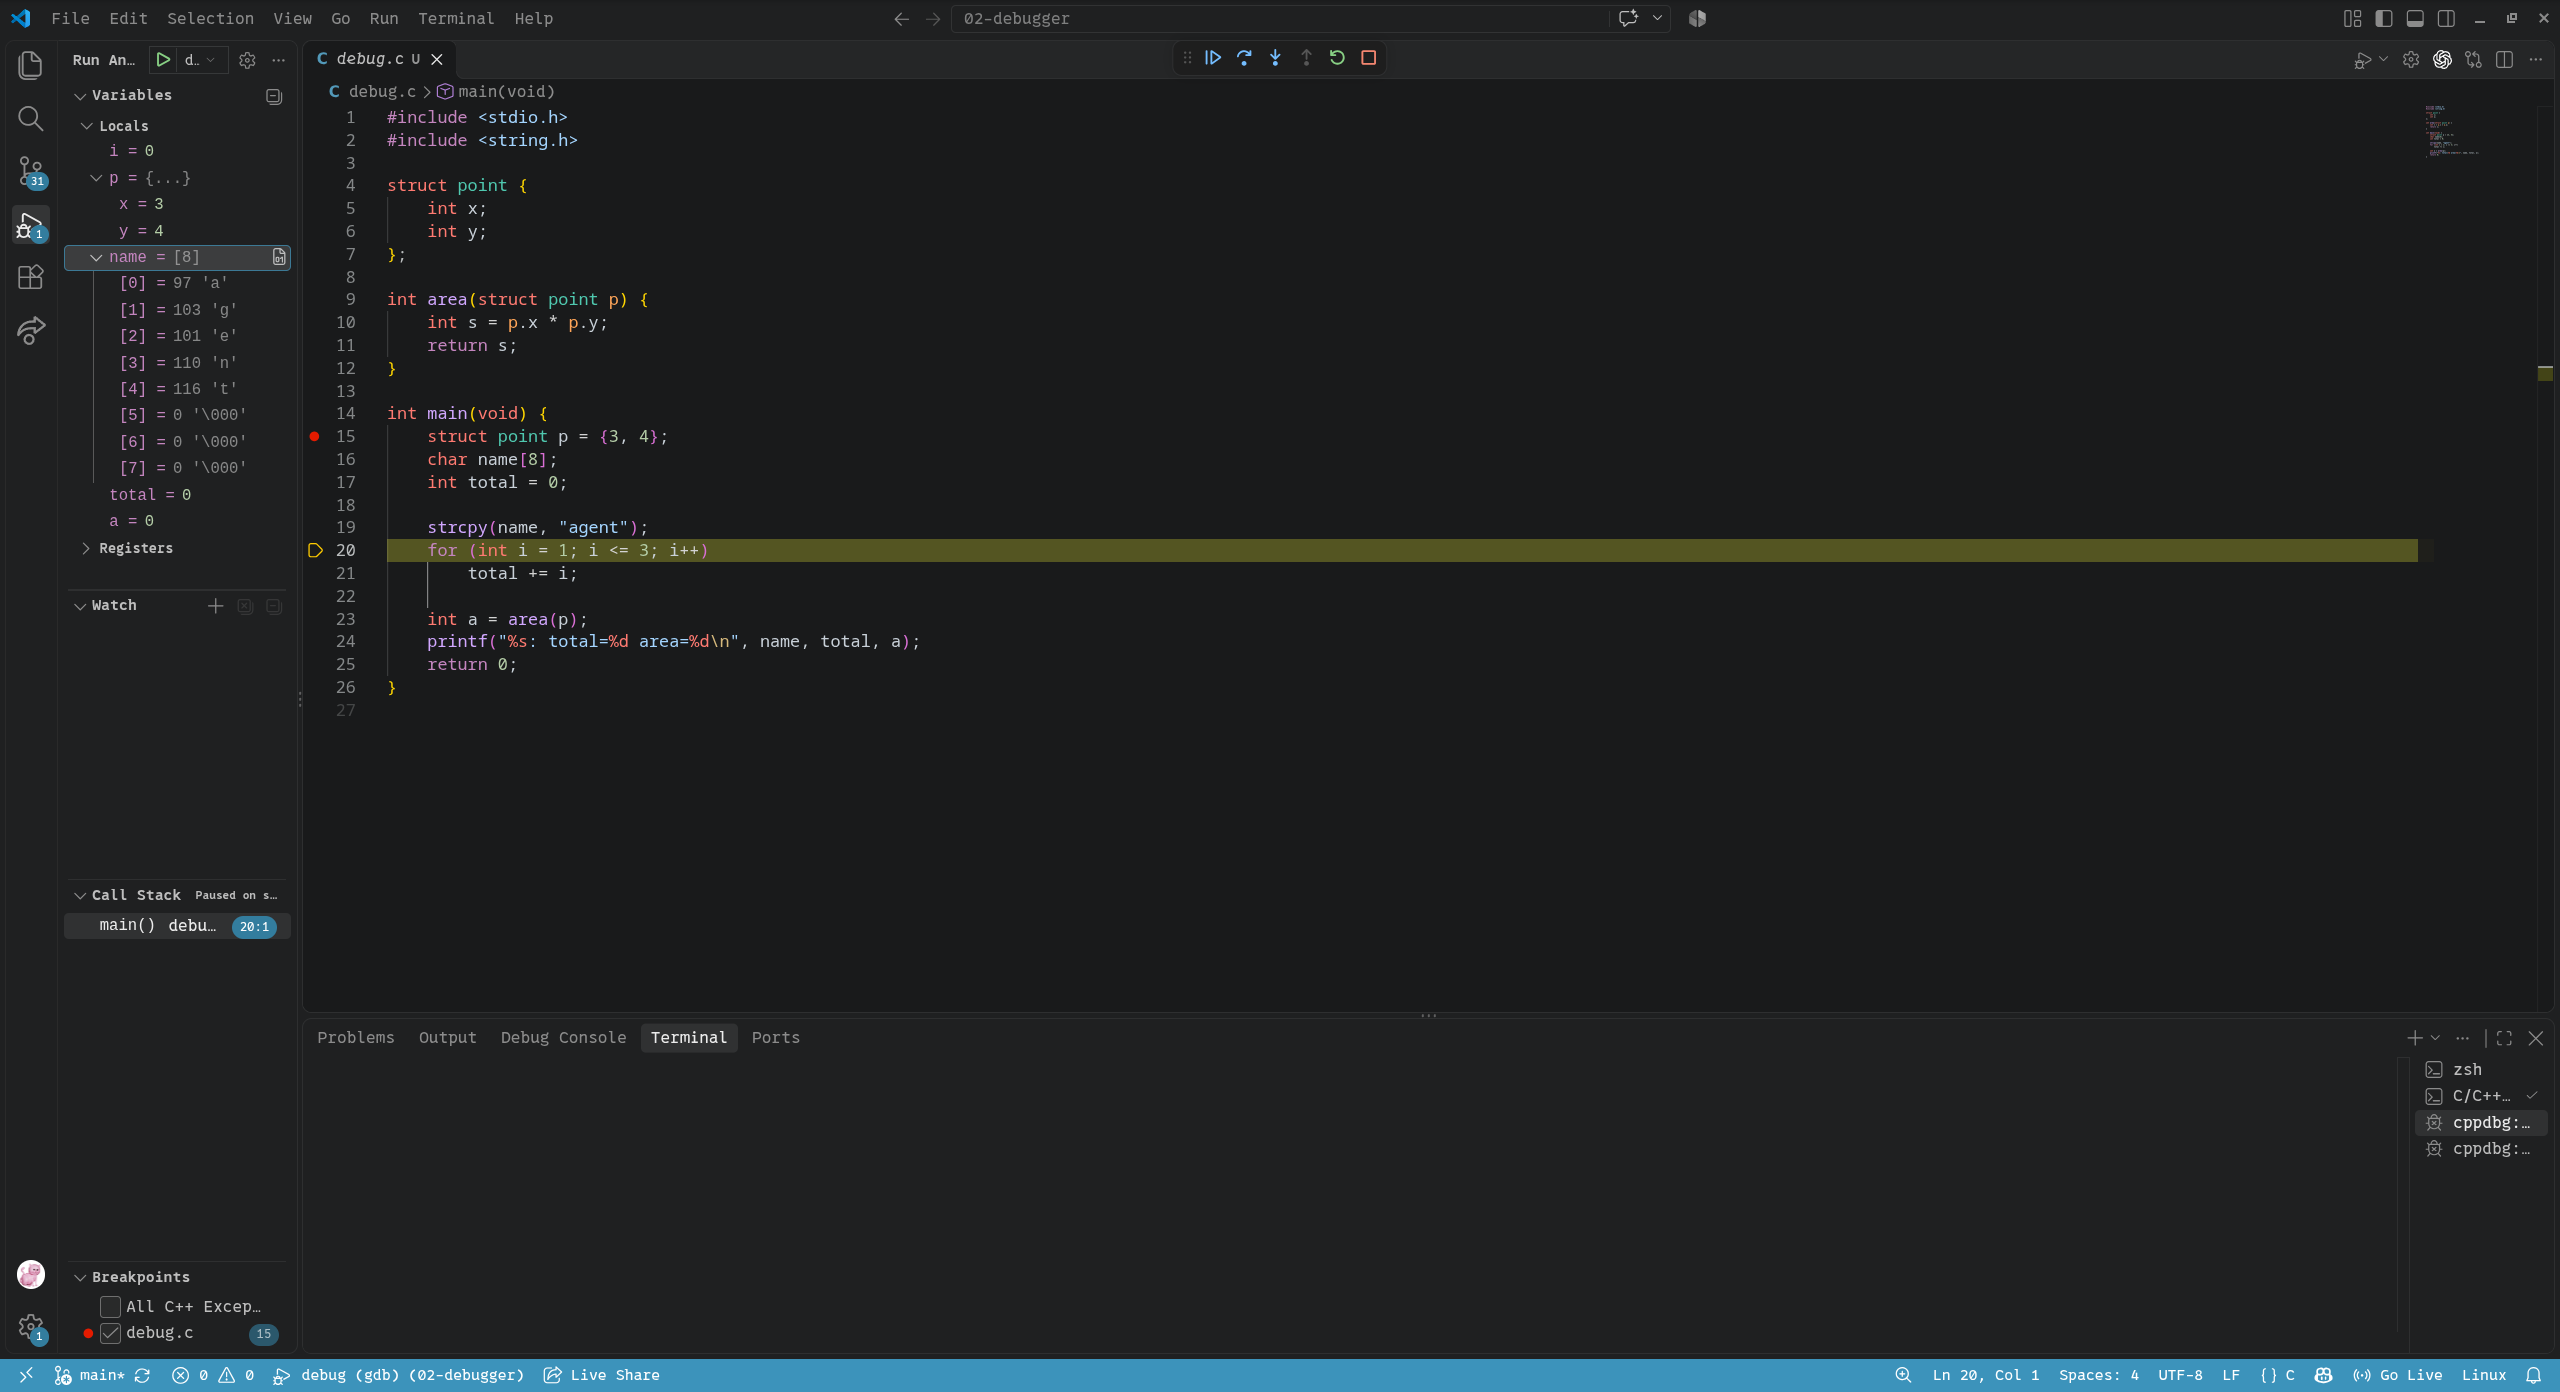 File Edit Selection View Go Run Terminal Help
02-debugger
Run An…
d…
debug.c U
Variables
debug.c > main(void)
Locals
i = 0
p = {...}
x = 3
y = 4
name = [8]
[0] = 97 'a'
[1] = 103 'g'
[2] = 101 'e'
[3] = 110 'n'
[4] = 116 't'
[5] = 0 '\000'
[6] = 0 '\000'
[7] = 0 '\000'
total = 0
a = 0
Registers
Watch
Call Stack Paused on s…
main() debu… 20:1
Breakpoints
All C++ Excep…
debug.c 15
31
1
1
1 #include <stdio.h>
2 #include <string.h>
3
4 struct point {
5 int x;
6 int y;
7 };
8
9 int area(struct point p) {
10 int s = p.x * p.y;
11 return s;
12 }
13
14 int main(void) {
15 struct point p = {3, 4};
16 char name[8];
17 int total = 0;
18
19 strcpy(name, "agent");
20 for (int i = 1; i <= 3; i++)
21 total += i;
22
23 int a = area(p);
24 printf("%s: total=%d area=%d\n", name, total, a);
25 return 0;
26 }
27
Problems Output Debug Console Terminal Ports
zsh
C/C++…
cppdbg:…
cppdbg:…
main* 0 0 debug (gdb) (02-debugger) Live Share
Ln 20, Col 1 Spaces: 4 UTF-8 LF {} C Go Live Linux